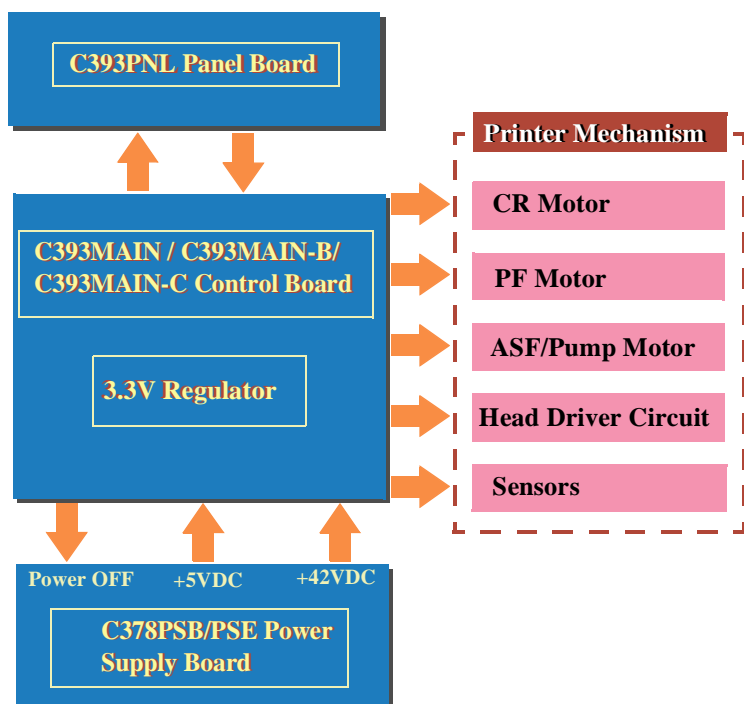 C393PNL Panel Board
Printer Mechanism
CR Motor
C393MAIN / C393MAIN-B/
C393MAIN-C Control Board
PF Motor
ASF/Pump Motor
3.3V Regulator
Head Driver Circuit
Sensors
Power OFF
+5VDC
+42VDC
C378PSB/PSE Power
Supply Board